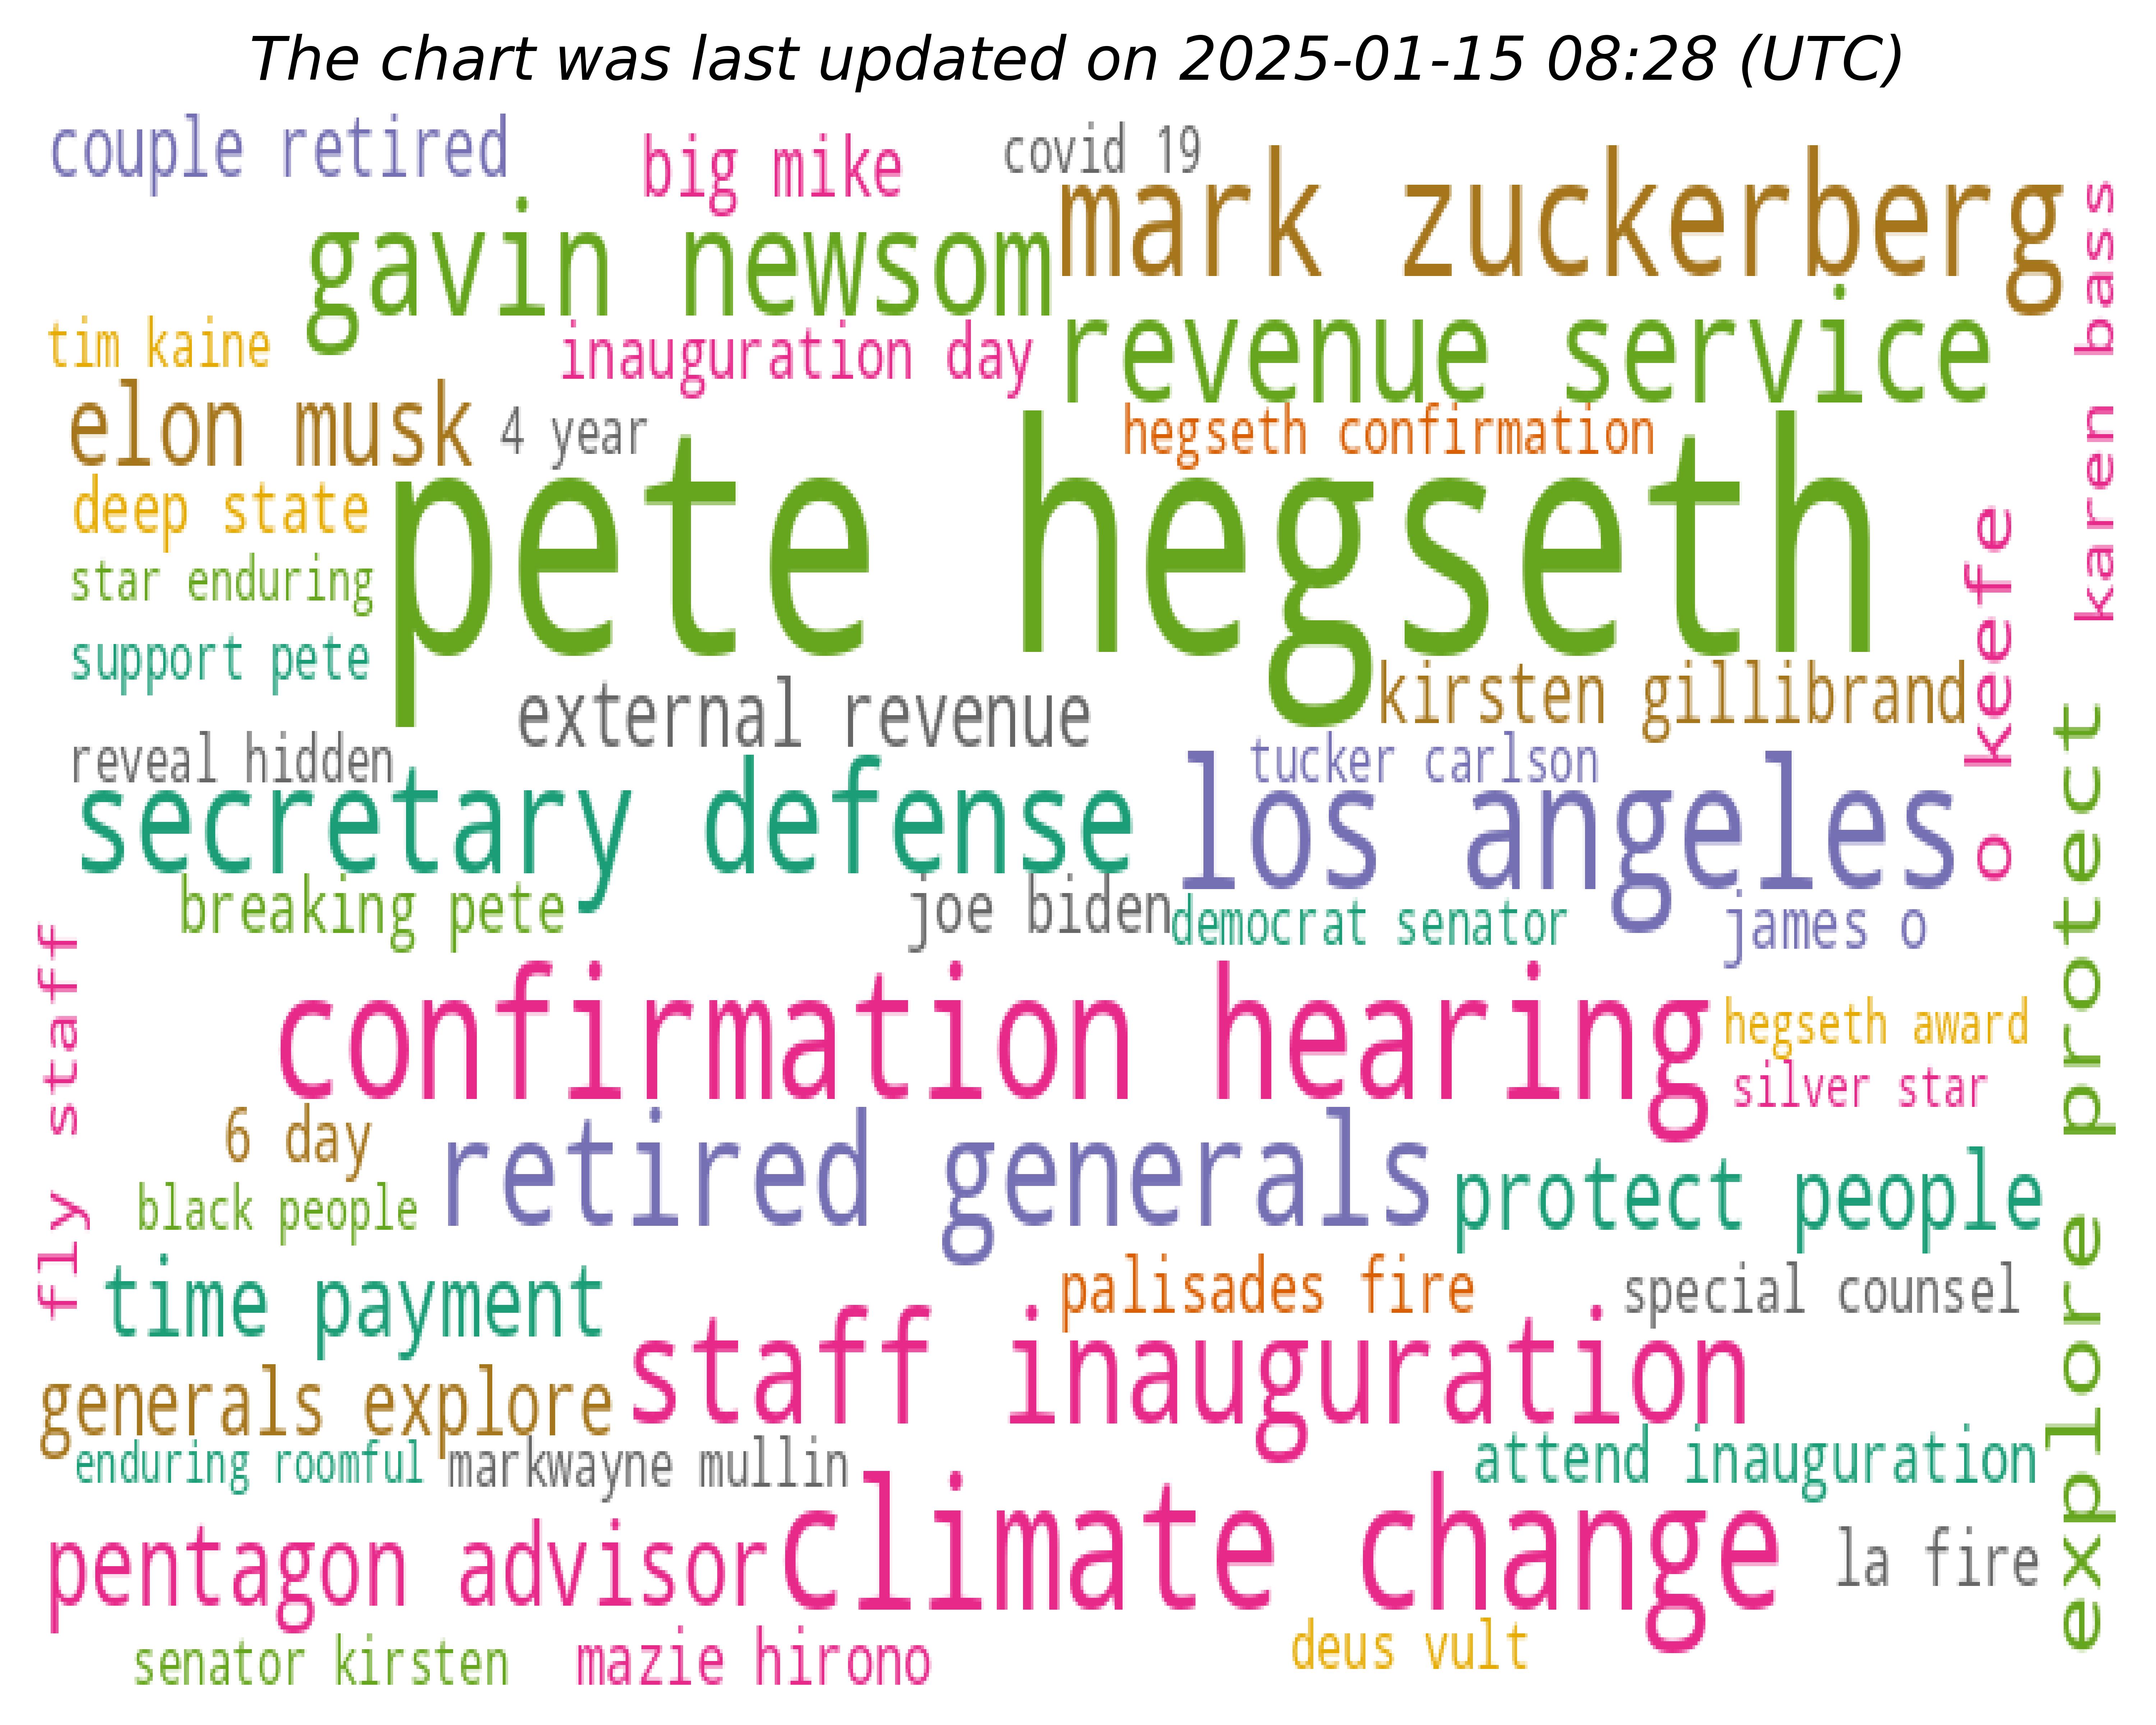 The chart was last updated on 2025-01-15 08:28 (UTC)
couple retired
big mike
covid 19
mark zuckerberg
gavin newsom
karen bass
tim kaine
inauguration day
revenue service
elon musk
4 year
hegseth confirmation
deep state
pete hegseth
star enduring
o keefe
support pete
kirsten gillibrand
external revenue
reveal hidden
tucker carlson
secretary defense
los angeles
explore protect
breaking pete
joe biden
democrat senator
james o
fly staff
confirmation hearing
hegseth award
silver star
6 day
retired generals
protect people
black people
time payment
palisades fire
special counsel
staff inauguration
generals explore
enduring roomful
markwayne mullin
attend inauguration
pentagon advisor
climate change
la fire
senator kirsten
mazie hirono
deus vult